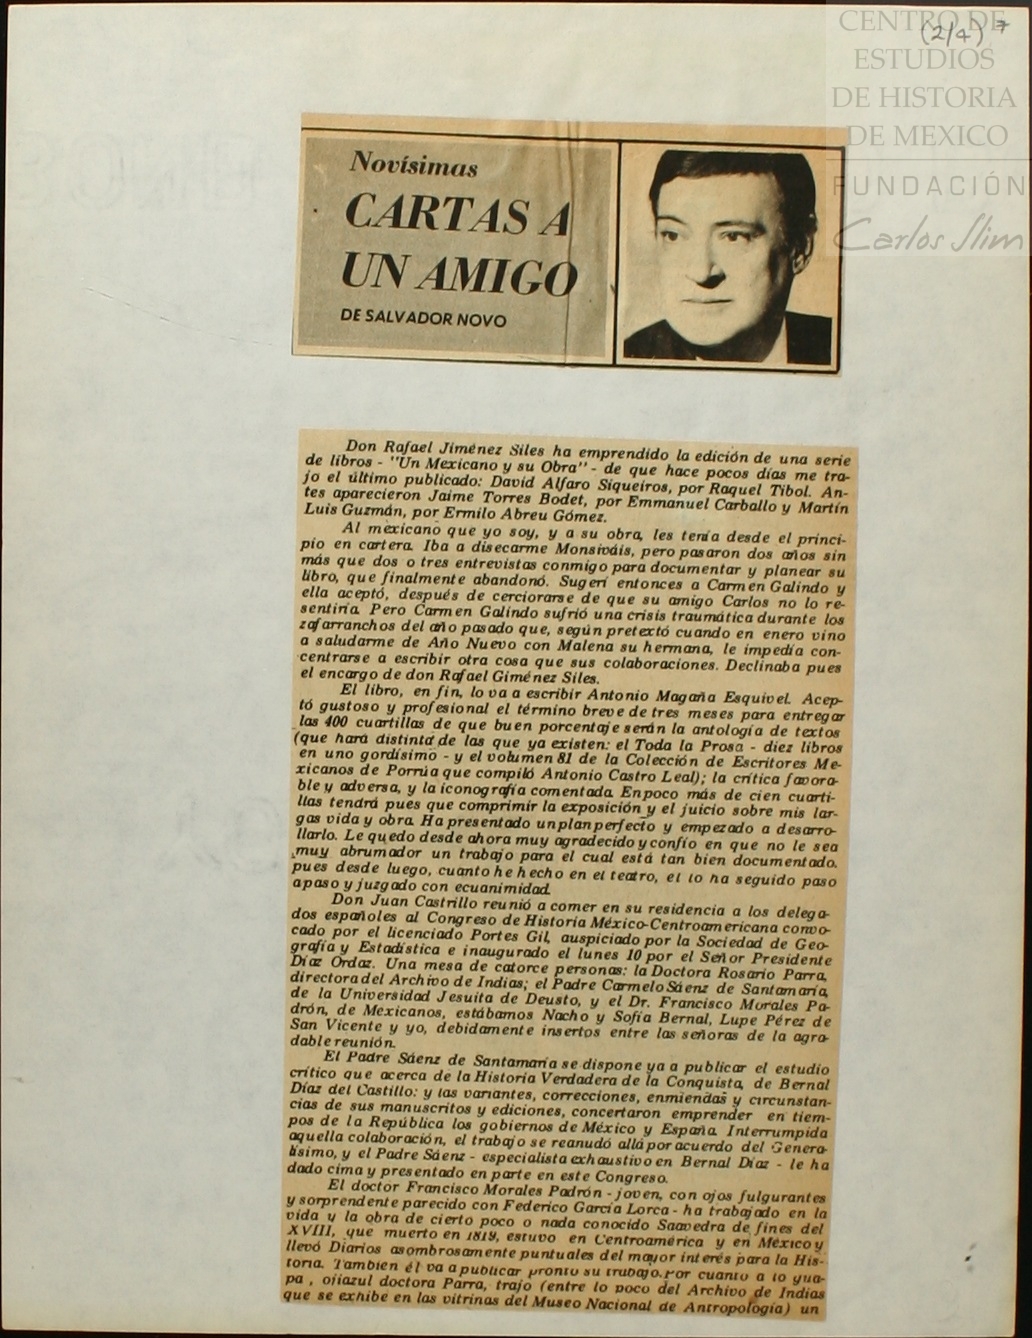 (2/4) 7
CENTRO DE
ESTUDIOS
DE HISTORIA
DE MEXICO
FUNDACIÓN
Carlos Slim
Novísimas
CARTAS A
UN AMIGO
DE SALVADOR NOVO
Don Rafael Jiménez Siles ha emprendido la edición de una serie
de libros - "Un Mexicano y su Obra" - de que hace pocos días me tra-
jo el último publicado: David Alfaro Siqueiros, por Raquel Tibol. An-
tes aparecieron Jaime Torres Bodet, por Emmanuel Carballo y Martín
Luis Guzmán, por Ermilo Abreu Gómez.
Al mexicano que yo soy, y a su obra, les tenía desde el princi-
pio en cartera. Iba a disecarme Monsiváis, pero pasaron dos años sin
más que dos o tres entrevistas conmigo para documentar y planear su
libro, que finalmente abandonó. Sugerí entonces a Carmen Galindo y
ella aceptó, después de cerciorarse de que su amigo Carlos no lo re-
sentiría. Pero Carmen Galindo sufrió una crisis traumática durante los
zafarranchos del año pasado que, según pretextó cuando en enero vino
a saludarme de Año Nuevo con Malena su hermana, le impedía con-
centrarse a escribir otra cosa que sus colaboraciones. Declinaba pues
el encargo de don Rafael Giménez Siles.
El libro, en fin, lo va a escribir Antonio Magaña Esquivel. Acep-
tó gustoso y profesional el término breve de tres meses para entregar
las 400 cuartillas de que buen porcentaje serán la antología de textos
(que hará distinta de las que ya existen: el Toda la Prosa - diez libros
en uno gordísimo - y el volumen 81 de la Colección de Escritores Me-
xicanos de Porrúa que compiló Antonio Castro Leal); la crítica favora-
ble y adversa, y la iconografía comentada. En poco más de cien cuarti-
llas tendrá pues que comprimir la exposición y el juicio sobre mis lar-
gas vida y obra. Ha presentado un plan perfecto y empezado a desarro-
llarlo. Le quedo desde ahora muy agradecido y confío en que no le sea
muy abrumador un trabajo para el cual está tan bien documentado.
pues desde luego, cuanto he hecho en el teatro, él lo ha seguido paso
a paso y juzgado con ecuanimidad.
Don Juan Castrillo reunió a comer en su residencia a los delega-
dos españoles al Congreso de Historia México-Centroamericana convo-
cado por el licenciado Portes Gil, auspiciado por la Sociedad de Geo-
grafía y Estadística e inaugurado el lunes 10 por el Señor Presidente
Díaz Ordaz. Una mesa de catorce personas: la Doctora Rosario Parra,
directora del Archivo de Indias; el Padre Carmelo Sáenz de Santamaría,
de la Universidad Jesuita de Deusto, y el Dr. Francisco Morales Pa-
drón, de Mexicanos, estábamos Nacho y Sofía Bernal, Lupe Pérez de
San Vicente y yo, debidamente insertos entre las señoras de la agra-
dable reunión.
El Padre Sáenz de Santamaría se dispone ya a publicar el estudio
crítico que acerca de la Historia Verdadera de la Conquista, de Bernal
Díaz del Castillo: y las variantes, correcciones, enmiendas y circunstan-
cias de sus manuscritos y ediciones, concertaron emprender en tiem-
pos de la República los gobiernos de México y España. Interrumpida
aquella colaboración, el trabajo se reanudó allá por acuerdo del Genera-
lísimo, y el Padre Sáenz - especialista exhaustivo en Bernal Díaz - le ha
dado cima y presentado en parte en este Congreso.
El doctor Francisco Morales Padrón - joven, con ojos fulgurantes
y sorprendente parecido con Federico García Lorca - ha trabajado en la
vida y la obra de cierto poco o nada conocido Saavedra de fines del
XVIII, que muerto en 1819, estuvo en Centroamérica y en México y
llevó Diarios asombrosamente puntuales del mayor interés para la His-
toria. También él va a publicar pronto su trabajo. Por cuanto a la gua-
pa, ojiazul doctora Parra, trajo (entre lo poco del Archivo de Indias
que se exhibe en las vitrinas del Museo Nacional de Antropología) un